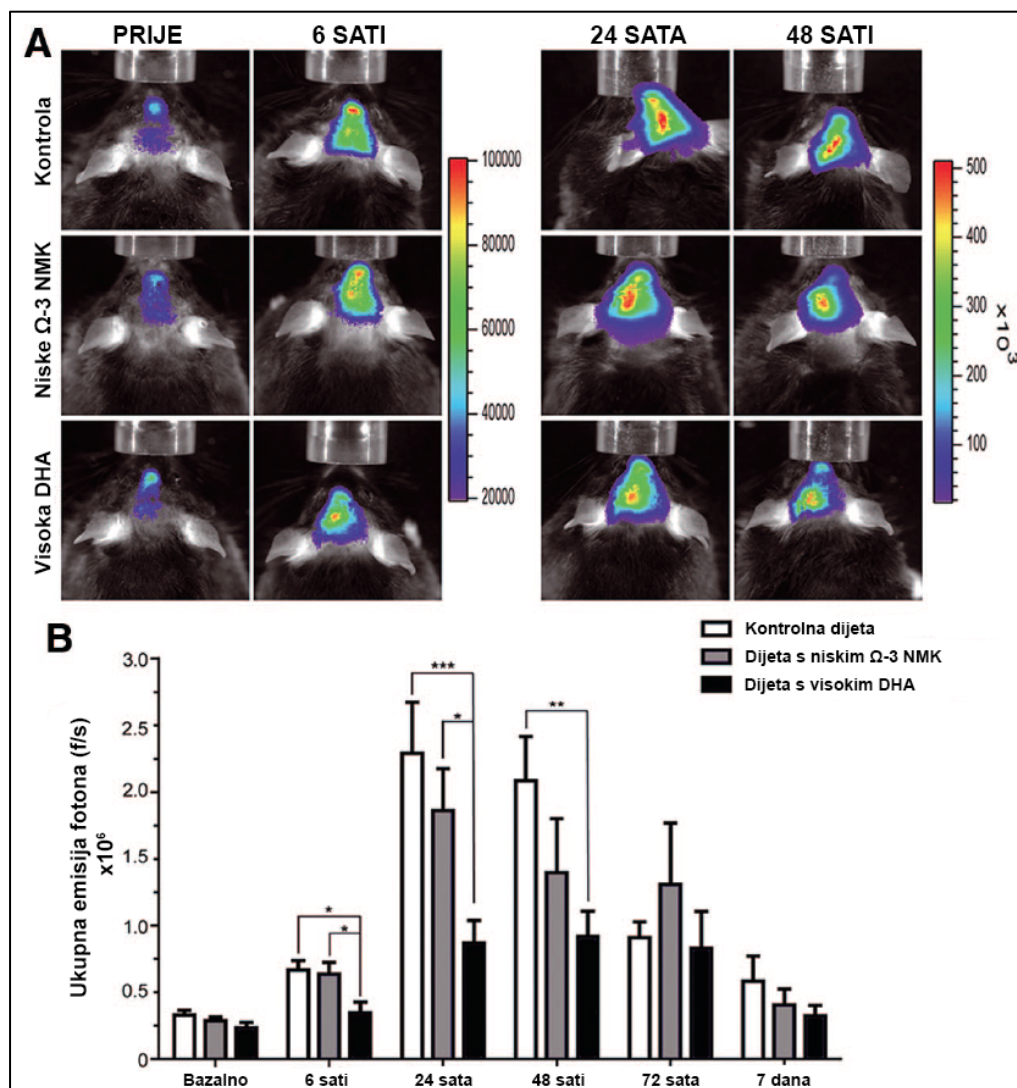 A
PRIJE
6 SATI
24 SATA
48 SATI
Kontrola
Niske Ω-3 NMK
Visoka DHA
100000
80000
60000
40000
20000
500
400
300
200
100
×10³
B
Kontrolna dijeta
Dijeta s niskim Ω-3 NMK
Dijeta s visokim DHA
Ukupna emisija fotona (f/s)
x10⁶
3.0
2.5
2.0
1.5
1.0
0.5
0
***
*
**
*
*
Bazalno
6 sati
24 sata
48 sati
72 sata
7 dana